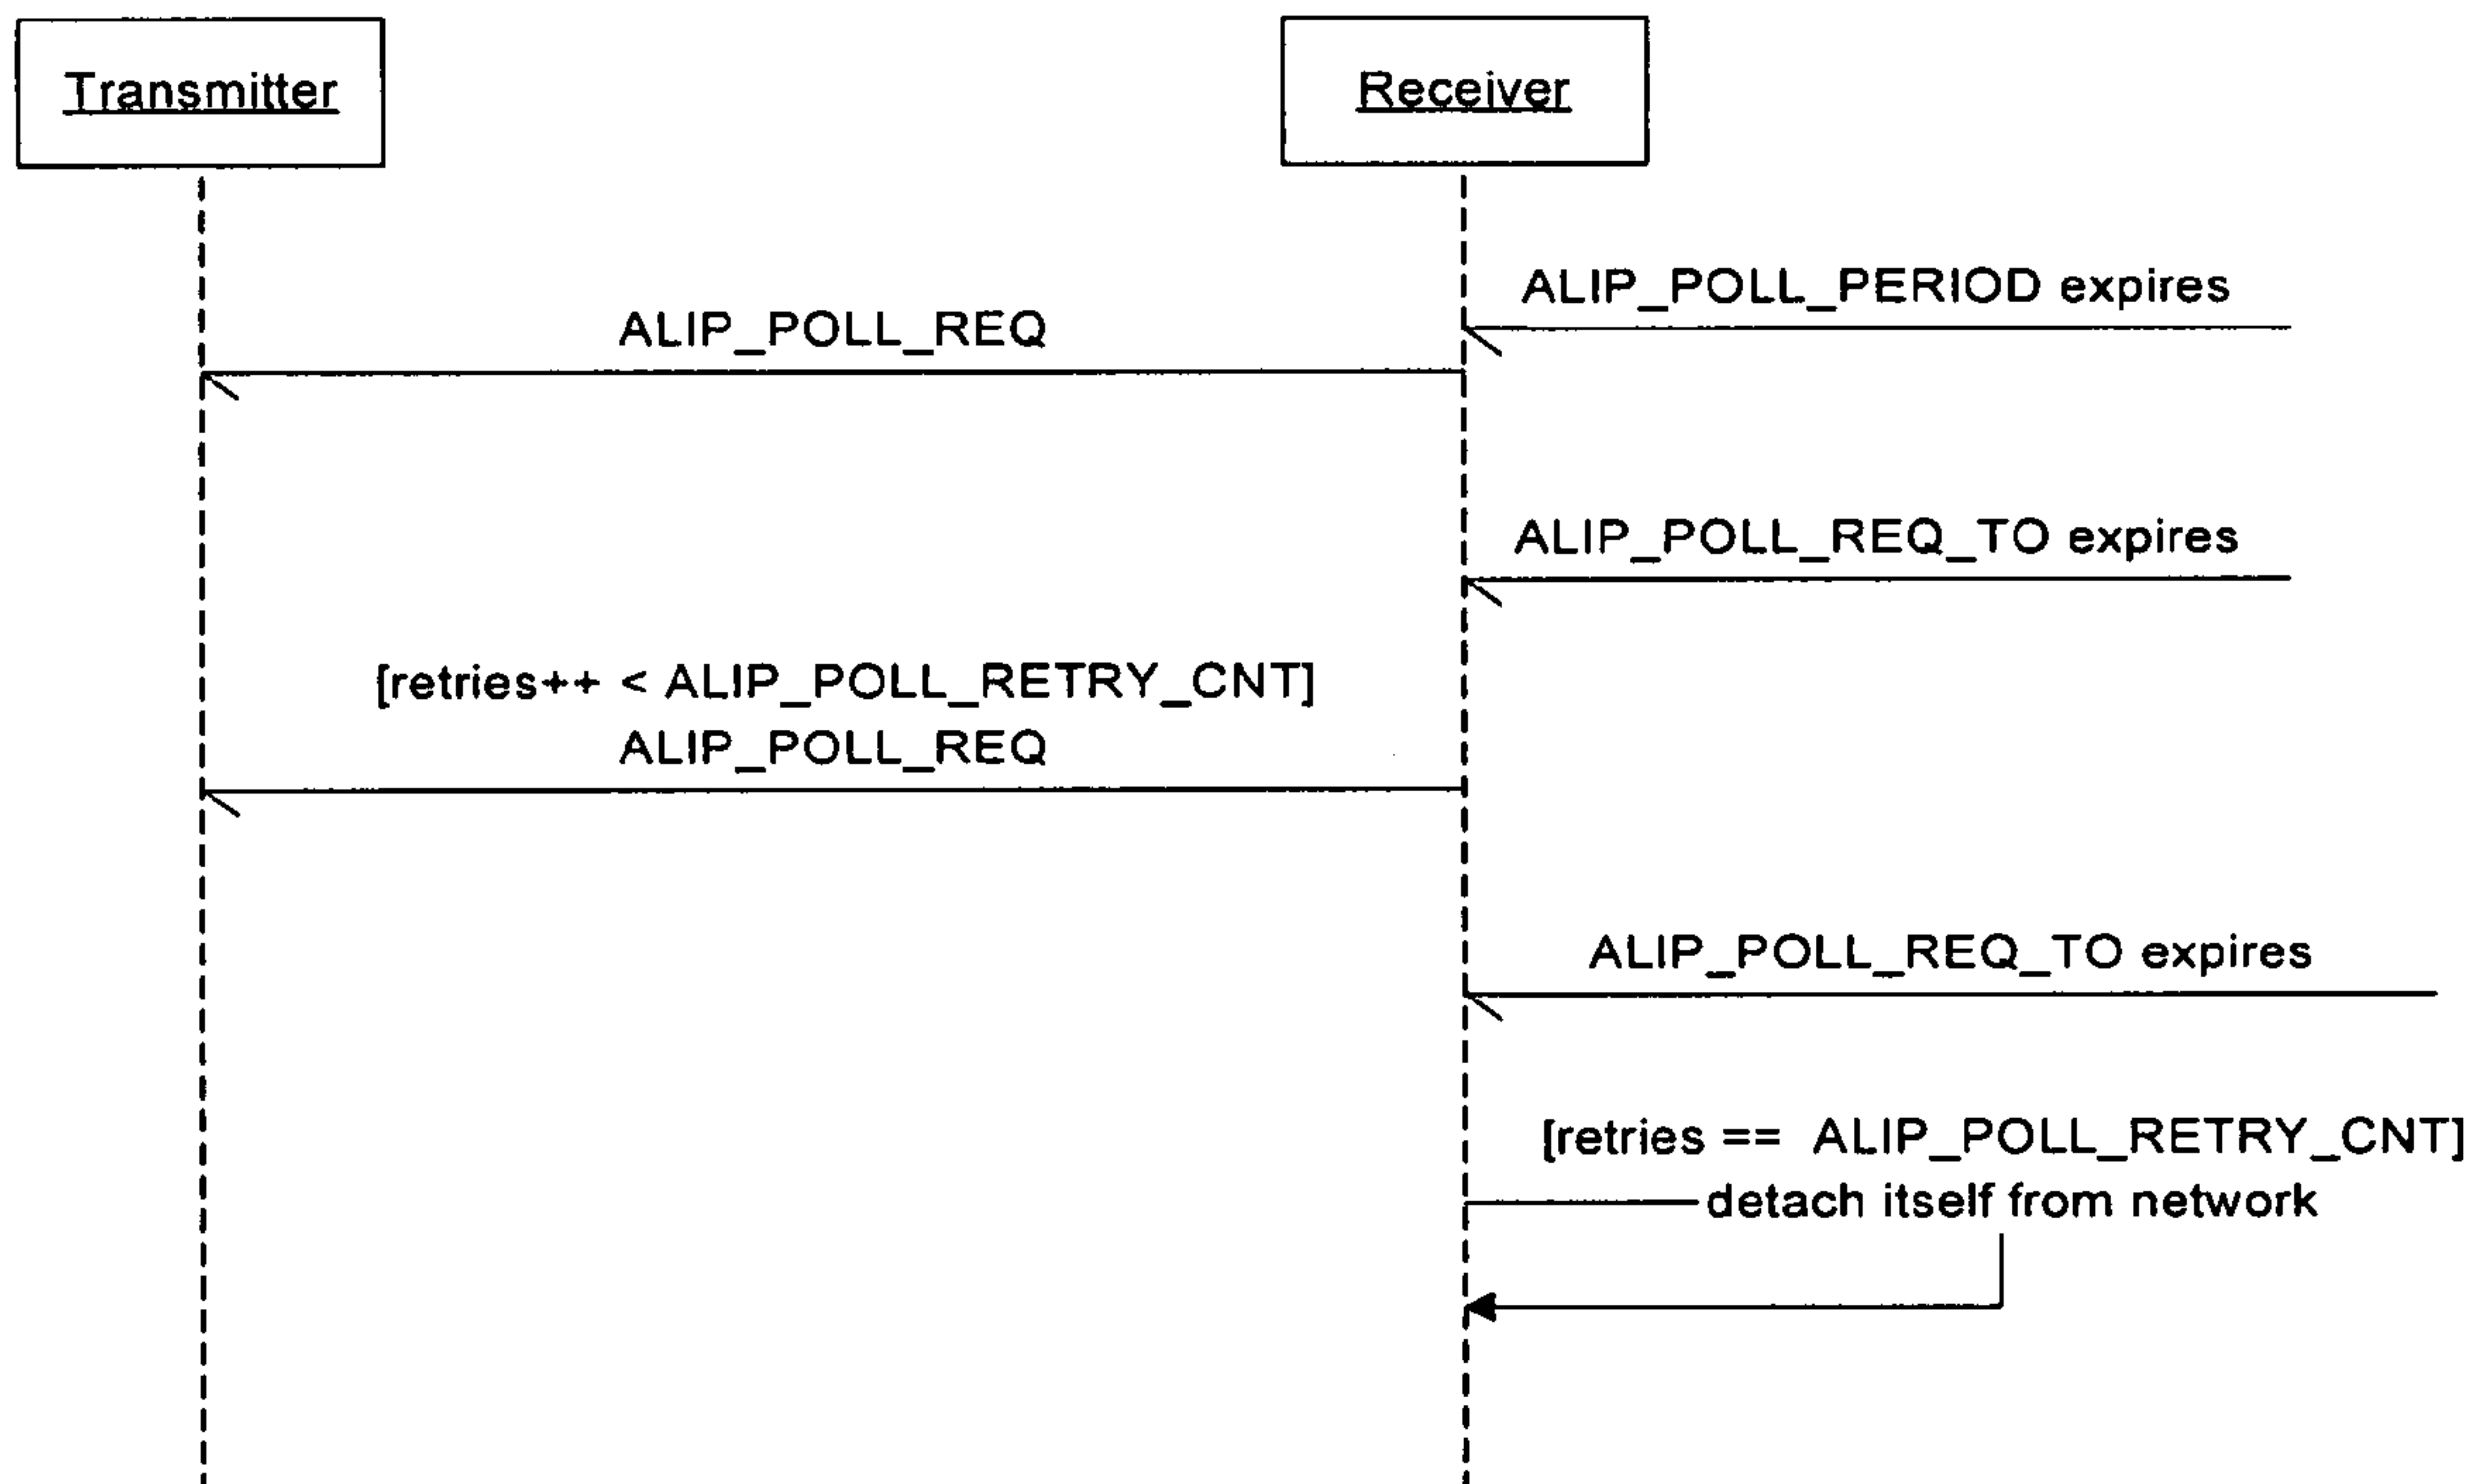 Transmitter
Receiver
ALIP_POLL_PERIOD expires
ALIP_POLL_REQ
ALIP_POLL_REQ_TO expires
[retries++ < ALIP_POLL_RETRY_CNT]
ALIP_POLL_REQ
ALIP_POLL_REQ_TO expires
[retries == ALIP_POLL_RETRY_CNT]
detach itself from network